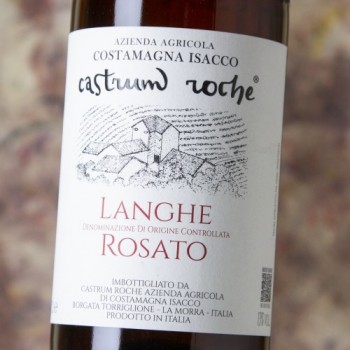 AZIENDA AGRICOLA
COSTAMAGNA ISACCO
castrum roche®
LANGHE
DENOMINAZIONE DI ORIGINE CONTROLLATA
ROSATO
IMBOTTIGLIATO DA
CASTRUM ROCHE AZIENDA AGRICOLA
DI COSTAMAGNA ISACCO
BORGATA TORRIGLIONE - LA MORRA - ITALIA
PRODOTTO IN ITALIA